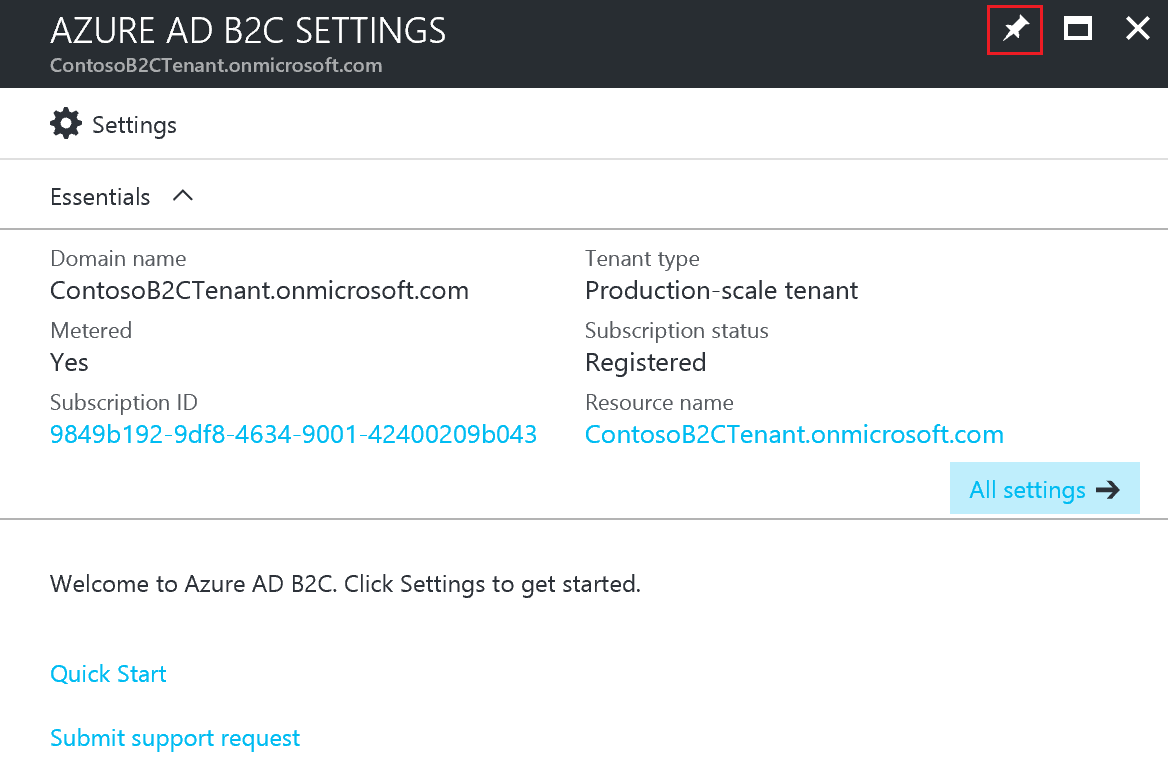 AZURE AD B2C SETTINGS
ContosoB2CTenant.onmicrosoft.com
Settings
Essentials
Domain name
ContosoB2CTenant.onmicrosoft.com
Tenant type
Production-scale tenant
Metered
Yes
Subscription status
Registered
Subscription ID
9849b192-9df8-4634-9001-42400209b043
Resource name
ContosoB2CTenant.onmicrosoft.com
All settings
Welcome to Azure AD B2C. Click Settings to get started.
Quick Start
Submit support request